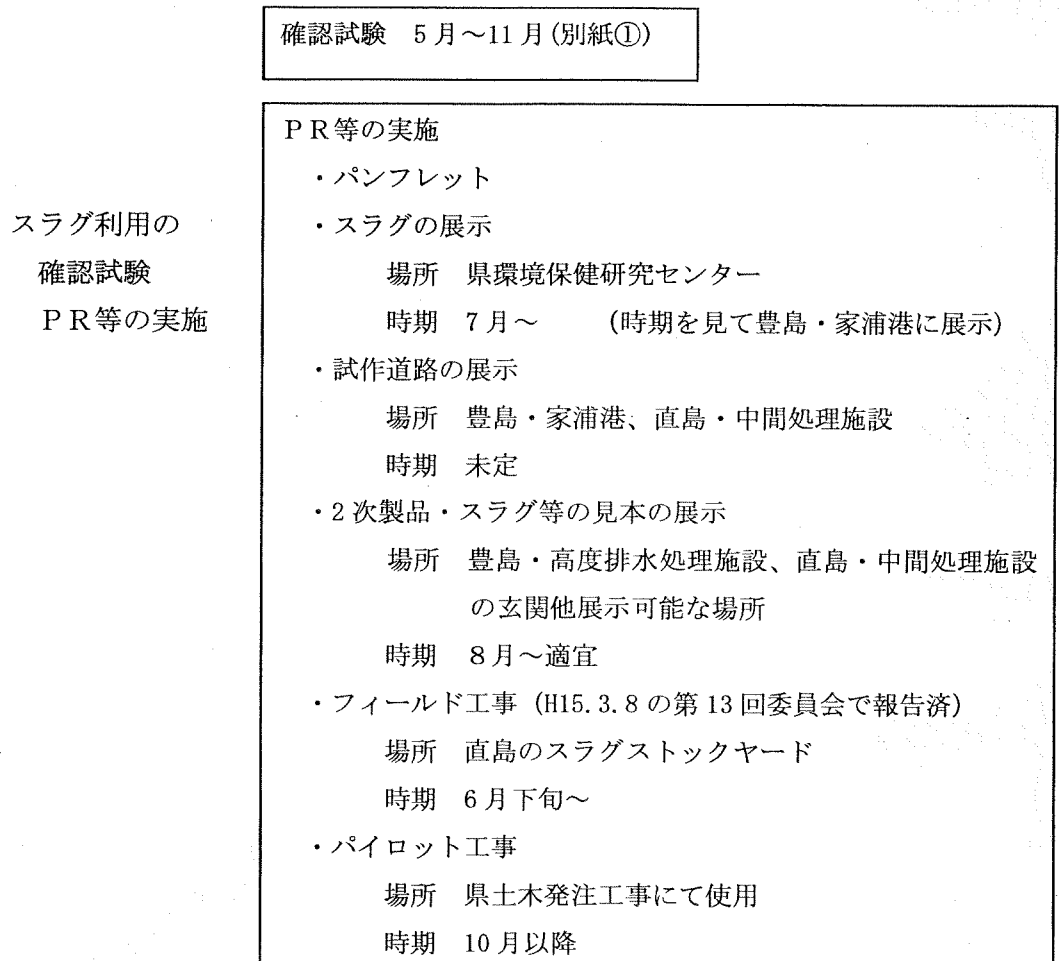 確認試験　5月～11月(別紙①)
スラグ利用の
確認試験
ＰＲ等の実施
ＰＲ等の実施
・パンフレット
・スラグの展示
場所　県環境保健研究センター
時期　7月～　　(時期を見て豊島・家浦港に展示)
・試作道路の展示
場所　豊島・家浦港、直島・中間処理施設
時期　未定
・2次製品・スラグ等の見本の展示
場所　豊島・高度排水処理施設、直島・中間処理施設
の玄関他展示可能な場所
時期　８月～適宜
・フィールド工事 (H15.3.8の第13回委員会で報告済)
場所　直島のスラグストックヤード
時期　6月下旬～
・パイロット工事
場所　県土木発注工事にて使用
時期　10月以降